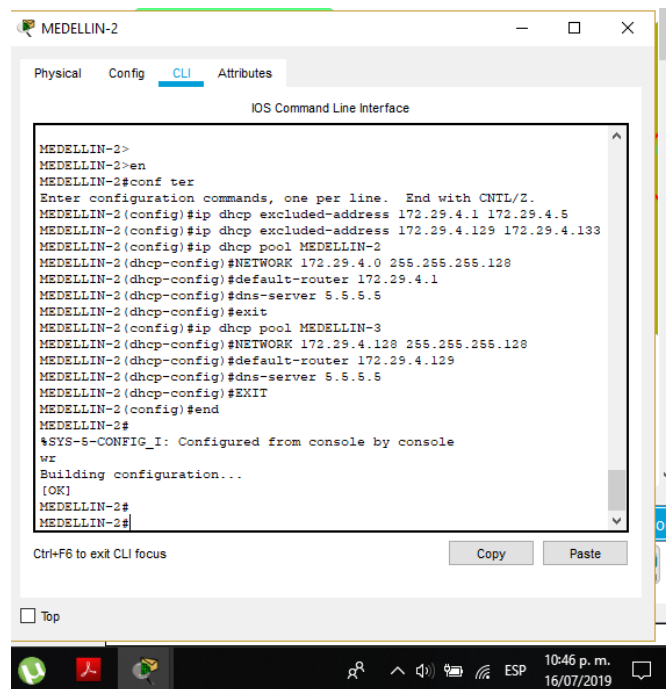 MEDELLIN-2
Physical Config CLI Attributes
IOS Command Line Interface
MEDELLIN-2>
MEDELLIN-2>en
MEDELLIN-2#conf ter
Enter configuration commands, one per line. End with CNTL/Z.
MEDELLIN-2(config)#ip dhcp excluded-address 172.29.4.1 172.29.4.5
MEDELLIN-2(config)#ip dhcp excluded-address 172.29.4.129 172.29.4.133
MEDELLIN-2(config)#ip dhcp pool MEDELLIN-2
MEDELLIN-2(dhcp-config)#NETWORK 172.29.4.0 255.255.255.128
MEDELLIN-2(dhcp-config)#default-router 172.29.4.1
MEDELLIN-2(dhcp-config)#dns-server 5.5.5.5
MEDELLIN-2(dhcp-config)#exit
MEDELLIN-2(config)#ip dhcp pool MEDELLIN-3
MEDELLIN-2(dhcp-config)#NETWORK 172.29.4.128 255.255.255.128
MEDELLIN-2(dhcp-config)#default-router 172.29.4.129
MEDELLIN-2(dhcp-config)#dns-server 5.5.5.5
MEDELLIN-2(dhcp-config)#EXIT
MEDELLIN-2(config)#end
MEDELLIN-2#
%SYS-5-CONFIG_I: Configured from console by console
wr
Building configuration...
[OK]
MEDELLIN-2#
MEDELLIN-2#
Ctrl+F6 to exit CLI focus
Copy Paste
Top
ESP
10:46 p. m.
16/07/2019